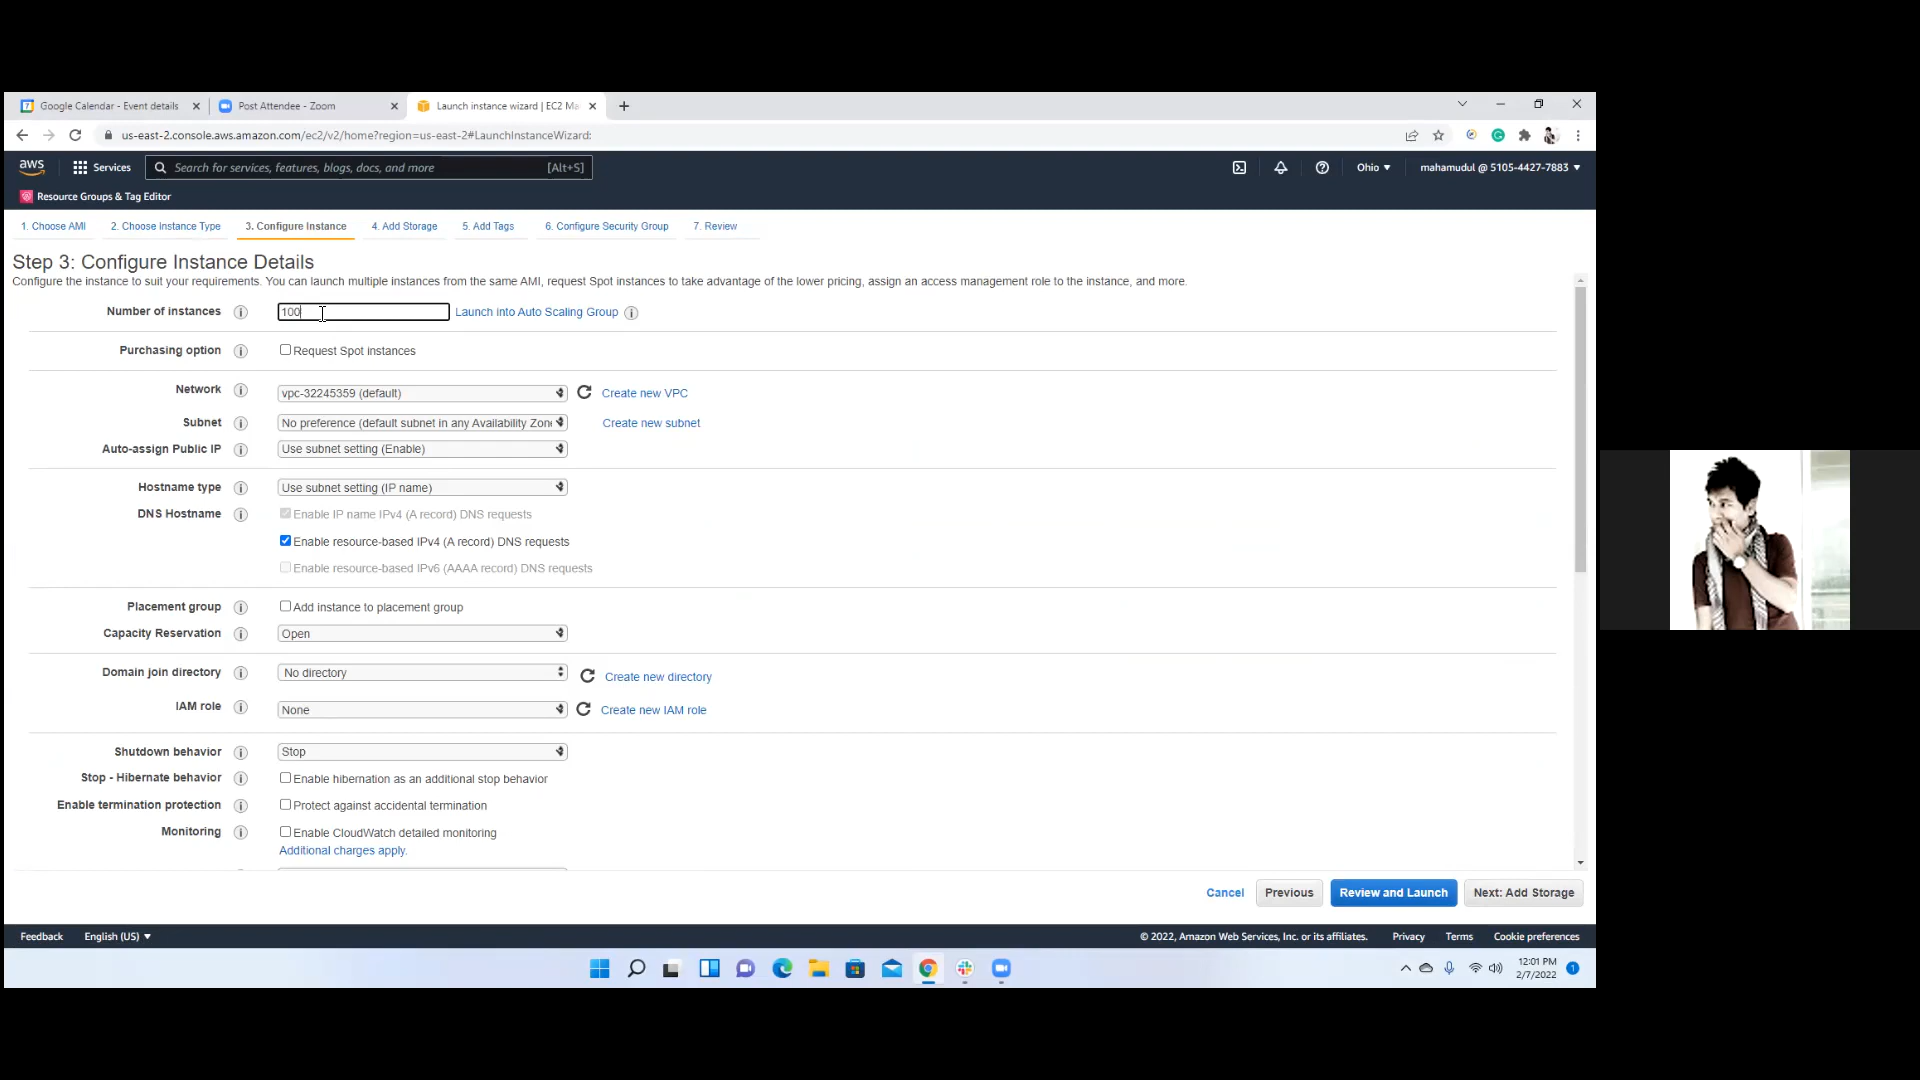 Google Calendar - Event details
Post Attendee - Zoom
Launch instance wizard | EC2 Ma
us-east-2.console.aws.amazon.com/ec2/v2/home?region=us-east-2#LaunchInstanceWizard:
aws
Services
Search for services, features, blogs, docs, and more
[Alt+S]
Ohio
mahamudul @ 5105-4427-7883
Resource Groups & Tag Editor
1. Choose AMI
2. Choose Instance Type
3. Configure Instance
4. Add Storage
5. Add Tags
6. Configure Security Group
7. Review
Step 3: Configure Instance Details
Configure the instance to suit your requirements. You can launch multiple instances from the same AMI, request Spot instances to take advantage of the lower pricing, assign an access management role to the instance, and more.
Number of instances
100
Launch into Auto Scaling Group
Purchasing option
Request Spot instances
Network
vpc-32245359 (default)
Create new VPC
Subnet
No preference (default subnet in any Availability Zon
Create new subnet
Auto-assign Public IP
Use subnet setting (Enable)
Hostname type
Use subnet setting (IP name)
DNS Hostname
Enable IP name IPv4 (A record) DNS requests
Enable resource-based IPv4 (A record) DNS requests
Enable resource-based IPv6 (AAAA record) DNS requests
Placement group
Add instance to placement group
Capacity Reservation
Open
Domain join directory
No directory
Create new directory
IAM role
None
Create new IAM role
Shutdown behavior
Stop
Stop - Hibernate behavior
Enable hibernation as an additional stop behavior
Enable termination protection
Protect against accidental termination
Monitoring
Enable CloudWatch detailed monitoring
Additional charges apply.
Cancel
Previous
Review and Launch
Next: Add Storage
Feedback
English (US)
© 2022, Amazon Web Services, Inc. or its affiliates.
Privacy
Terms
Cookie preferences
12:01 PM
2/7/2022
1